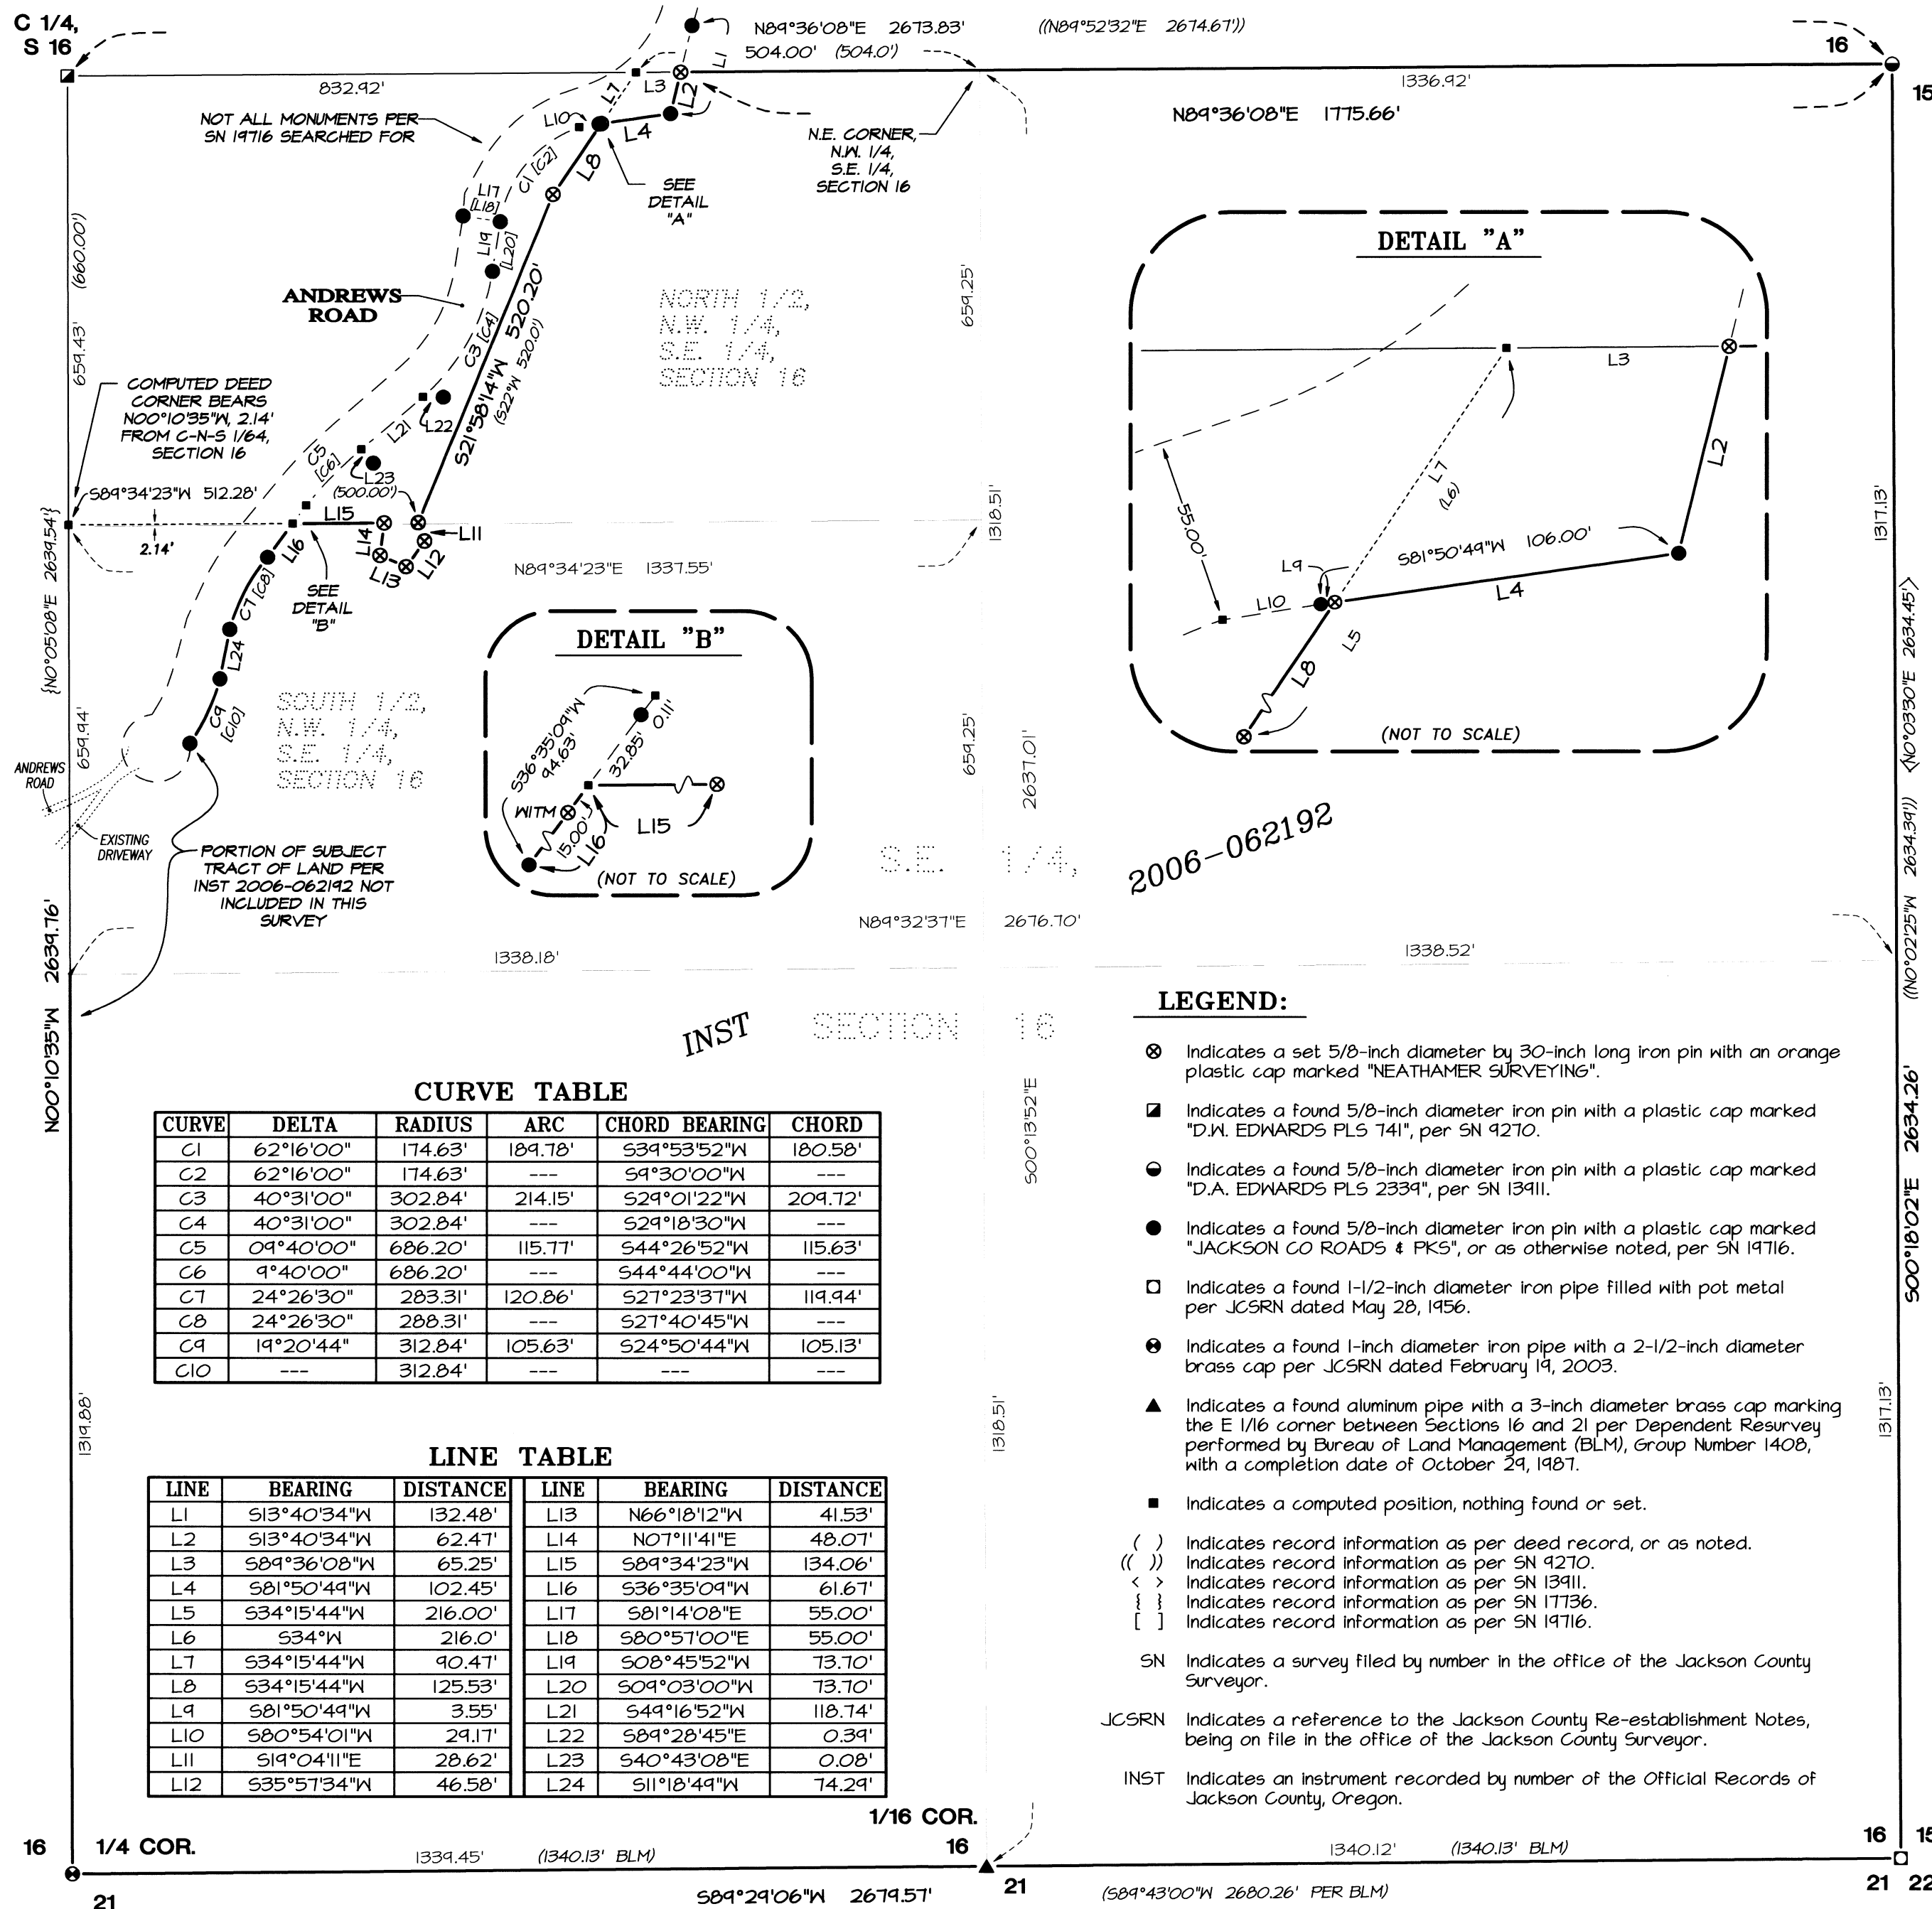 C 1/4,
S 16
N89°36'08"E 2673.83' ((N89°52'32"E 2674.67'))
504.00' (504.0')
16
15
832.92'
L1
L3
L2
L7
L10
L4
L8
1336.92'
N89°36'08"E 1775.66'
NOT ALL MONUMENTS PER
SN 19716 SEARCHED FOR
N.E. CORNER,
N.W. 1/4,
S.E. 1/4,
SECTION 16
SEE
DETAIL
"A"
C1 [C2]
L17
[L18]
L19
[L20]
(660.00')
659.43'
ANDREWS
ROAD
C3 [C4]
S21°58'14"W 520.20'
(S22°W 520.0')
NORTH 1/2,
N.W. 1/4,
S.E. 1/4,
SECTION 16
659.25'
COMPUTED DEED
CORNER BEARS
N00°10'35"W, 2.14'
FROM C-N-S 1/64,
SECTION 16
L21
L22
C5
[C6]
L23
(500.00')
S89°34'23"W 512.28'
2.14'
L15
L14
L11
L13
L12
L16
N89°34'23"E 1337.55'
1318.51'
1317.13'
SEE
DETAIL
"B"
C7 [C8]
L24
C9
[C10]
{N0°05'08"E 2639.54'}
659.94'
SOUTH 1/2,
N.W. 1/4,
S.E. 1/4,
SECTION 16
ANDREWS
ROAD
EXISTING
DRIVEWAY
PORTION OF SUBJECT
TRACT OF LAND PER
INST 2006-062192 NOT
INCLUDED IN THIS
SURVEY
DETAIL "A"
L3
L2
L7
(L6)
55.00'
S81°50'49"W 106.00'
L9
L10
L4
L5
L8
(NOT TO SCALE)
DETAIL "B"
S36°35'09"W
94.63'
0.11'
32.85'
WITM
15.00'
L16
L15
(NOT TO SCALE)
659.25'
2637.01'
<N0°03'30"E 2634.45'>
((N0°02'25"W 2634.39'))
S.E. 1/4,
2006-062192
N89°32'37"E 2676.70'
1338.18'
1338.52'
N00°10'35"W 2639.76'
INST
SECTION 16
S00°13'52"E
S00°18'02"E 2634.26'
1319.88'
1318.51'
1317.13'
CURVE TABLE
CURVE DELTA RADIUS ARC CHORD BEARING CHORD
C1 62°16'00" 174.63' 189.78' S39°53'52"W 180.58'
C2 62°16'00" 174.63' --- S9°30'00"W ---
C3 40°31'00" 302.84' 214.15' S29°01'22"W 209.72'
C4 40°31'00" 302.84' --- S29°18'30"W ---
C5 09°40'00" 686.20' 115.77' S44°26'52"W 115.63'
C6 9°40'00" 686.20' --- S44°44'00"W ---
C7 24°26'30" 283.31' 120.86' S27°23'37"W 119.94'
C8 24°26'30" 288.31' --- S27°40'45"W ---
C9 19°20'44" 312.84' 105.63' S24°50'44"W 105.13'
C10 --- 312.84' --- --- ---
LINE TABLE
LINE BEARING DISTANCE LINE BEARING DISTANCE
L1 S13°40'34"W 132.48' L13 N66°18'12"W 41.53'
L2 S13°40'34"W 62.47' L14 N07°11'41"E 48.07'
L3 S89°36'08"W 65.25' L15 S89°34'23"W 134.06'
L4 S81°50'49"W 102.45' L16 S36°35'09"W 61.67'
L5 S34°15'44"W 216.00' L17 S81°14'08"E 55.00'
L6 S34°W 216.0' L18 S80°57'00"E 55.00'
L7 S34°15'44"W 90.47' L19 S08°45'52"W 73.70'
L8 S34°15'44"W 125.53' L20 S09°03'00"W 73.70'
L9 S81°50'49"W 3.55' L21 S49°16'52"W 118.74'
L10 S80°54'01"W 29.17' L22 S89°28'45"E 0.39'
L11 S19°04'11"E 28.62' L23 S40°43'08"E 0.08'
L12 S35°57'34"W 46.58' L24 S11°18'49"W 74.29'
LEGEND:
Indicates a set 5/8-inch diameter by 30-inch long iron pin with an orange
plastic cap marked "NEATHAMER SURVEYING".
Indicates a found 5/8-inch diameter iron pin with a plastic cap marked
"D.W. EDWARDS PLS 741", per SN 9270.
Indicates a found 5/8-inch diameter iron pin with a plastic cap marked
"D.A. EDWARDS PLS 2339", per SN 13911.
Indicates a found 5/8-inch diameter iron pin with a plastic cap marked
"JACKSON CO ROADS & PKS", or as otherwise noted, per SN 19716.
Indicates a found 1-1/2-inch diameter iron pipe filled with pot metal
per JCSRN dated May 28, 1956.
Indicates a found 1-inch diameter iron pipe with a 2-1/2-inch diameter
brass cap per JCSRN dated February 19, 2003.
Indicates a found aluminum pipe with a 3-inch diameter brass cap marking
the E 1/16 corner between Sections 16 and 21 per Dependent Resurvey
performed by Bureau of Land Management (BLM), Group Number 1408,
with a completion date of October 29, 1987.
Indicates a computed position, nothing found or set.
( ) Indicates record information as per deed record, or as noted.
(( )) Indicates record information as per SN 9270.
< > Indicates record information as per SN 13911.
{ } Indicates record information as per SN 17736.
[ ] Indicates record information as per SN 19716.
SN Indicates a survey filed by number in the office of the Jackson County
Surveyor.
JCSRN Indicates a reference to the Jackson County Re-establishment Notes,
being on file in the office of the Jackson County Surveyor.
INST Indicates an instrument recorded by number of the Official Records of
Jackson County, Oregon.
16 1/4 COR.
21
1339.45' (1340.13' BLM)
1/16 COR.
16
21
1340.12' (1340.13' BLM)
16 15
21 22
S89°29'06"W 2679.57' (S89°43'00"W 2680.26' PER BLM)